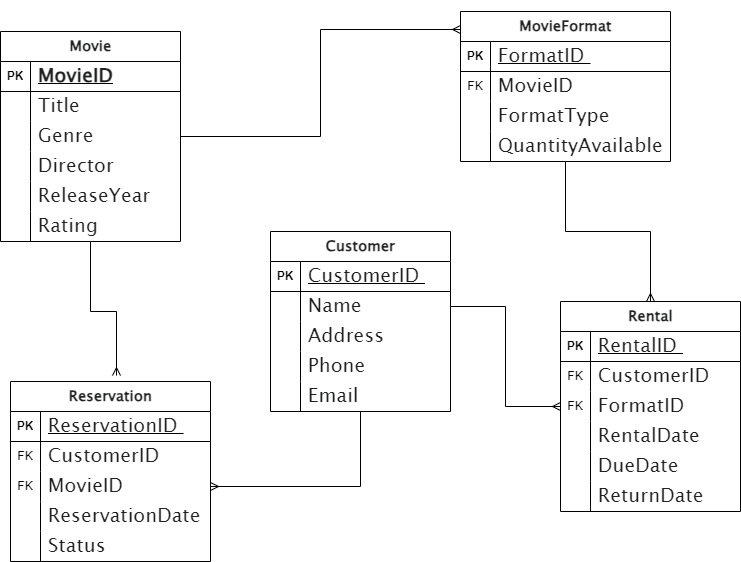 Movie
PK MovieID
Title
Genre
Director
ReleaseYear
Rating
MovieFormat
PK FormatID
FK MovieID
FormatType
QuantityAvailable
Customer
PK CustomerID
Name
Address
Phone
Email
Rental
PK RentalID
FK CustomerID
FK FormatID
RentalDate
DueDate
ReturnDate
Reservation
PK ReservationID
FK CustomerID
FK MovieID
ReservationDate
Status